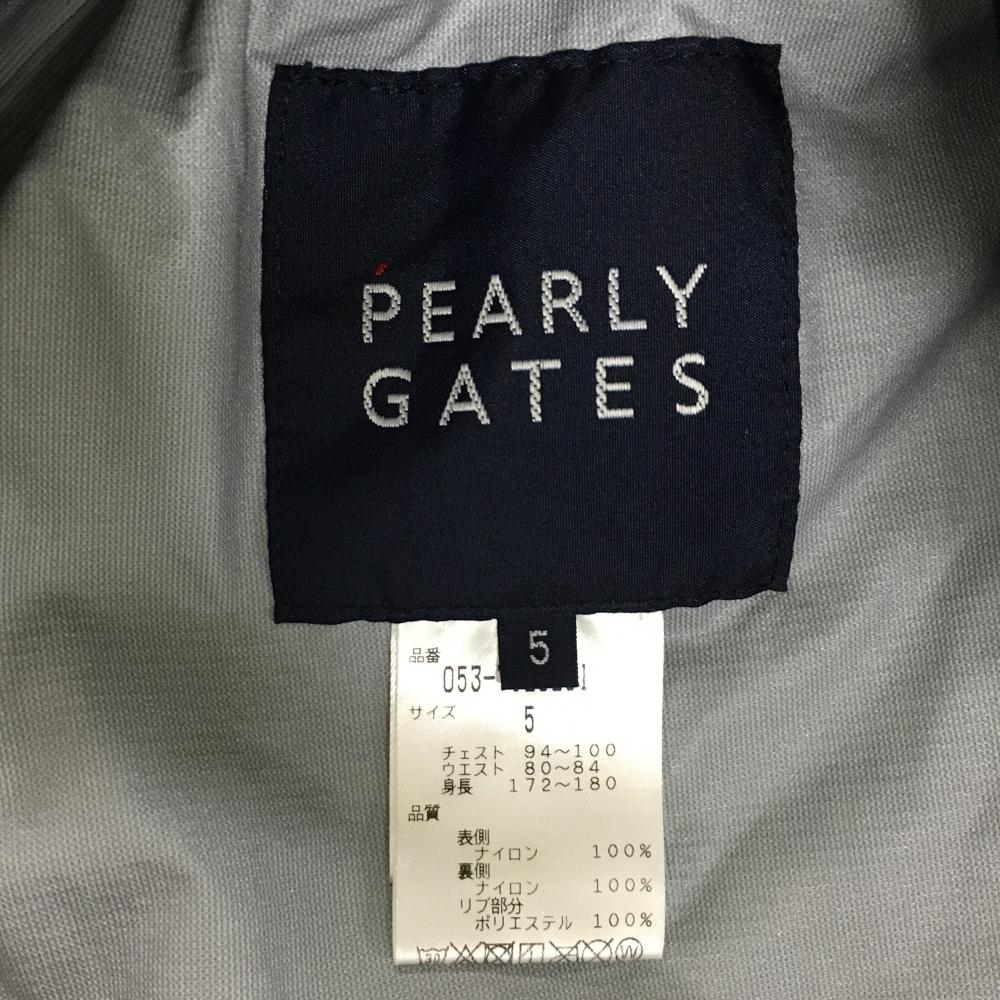 PEARLY
GATES
5
品番
053-
サイズ 5
チェスト 94～100
ウエスト 80～84
身長 172～180
品質
表側
ナイロン 100%
裏側
ナイロン 100%
リブ部分
ポリエステル 100%